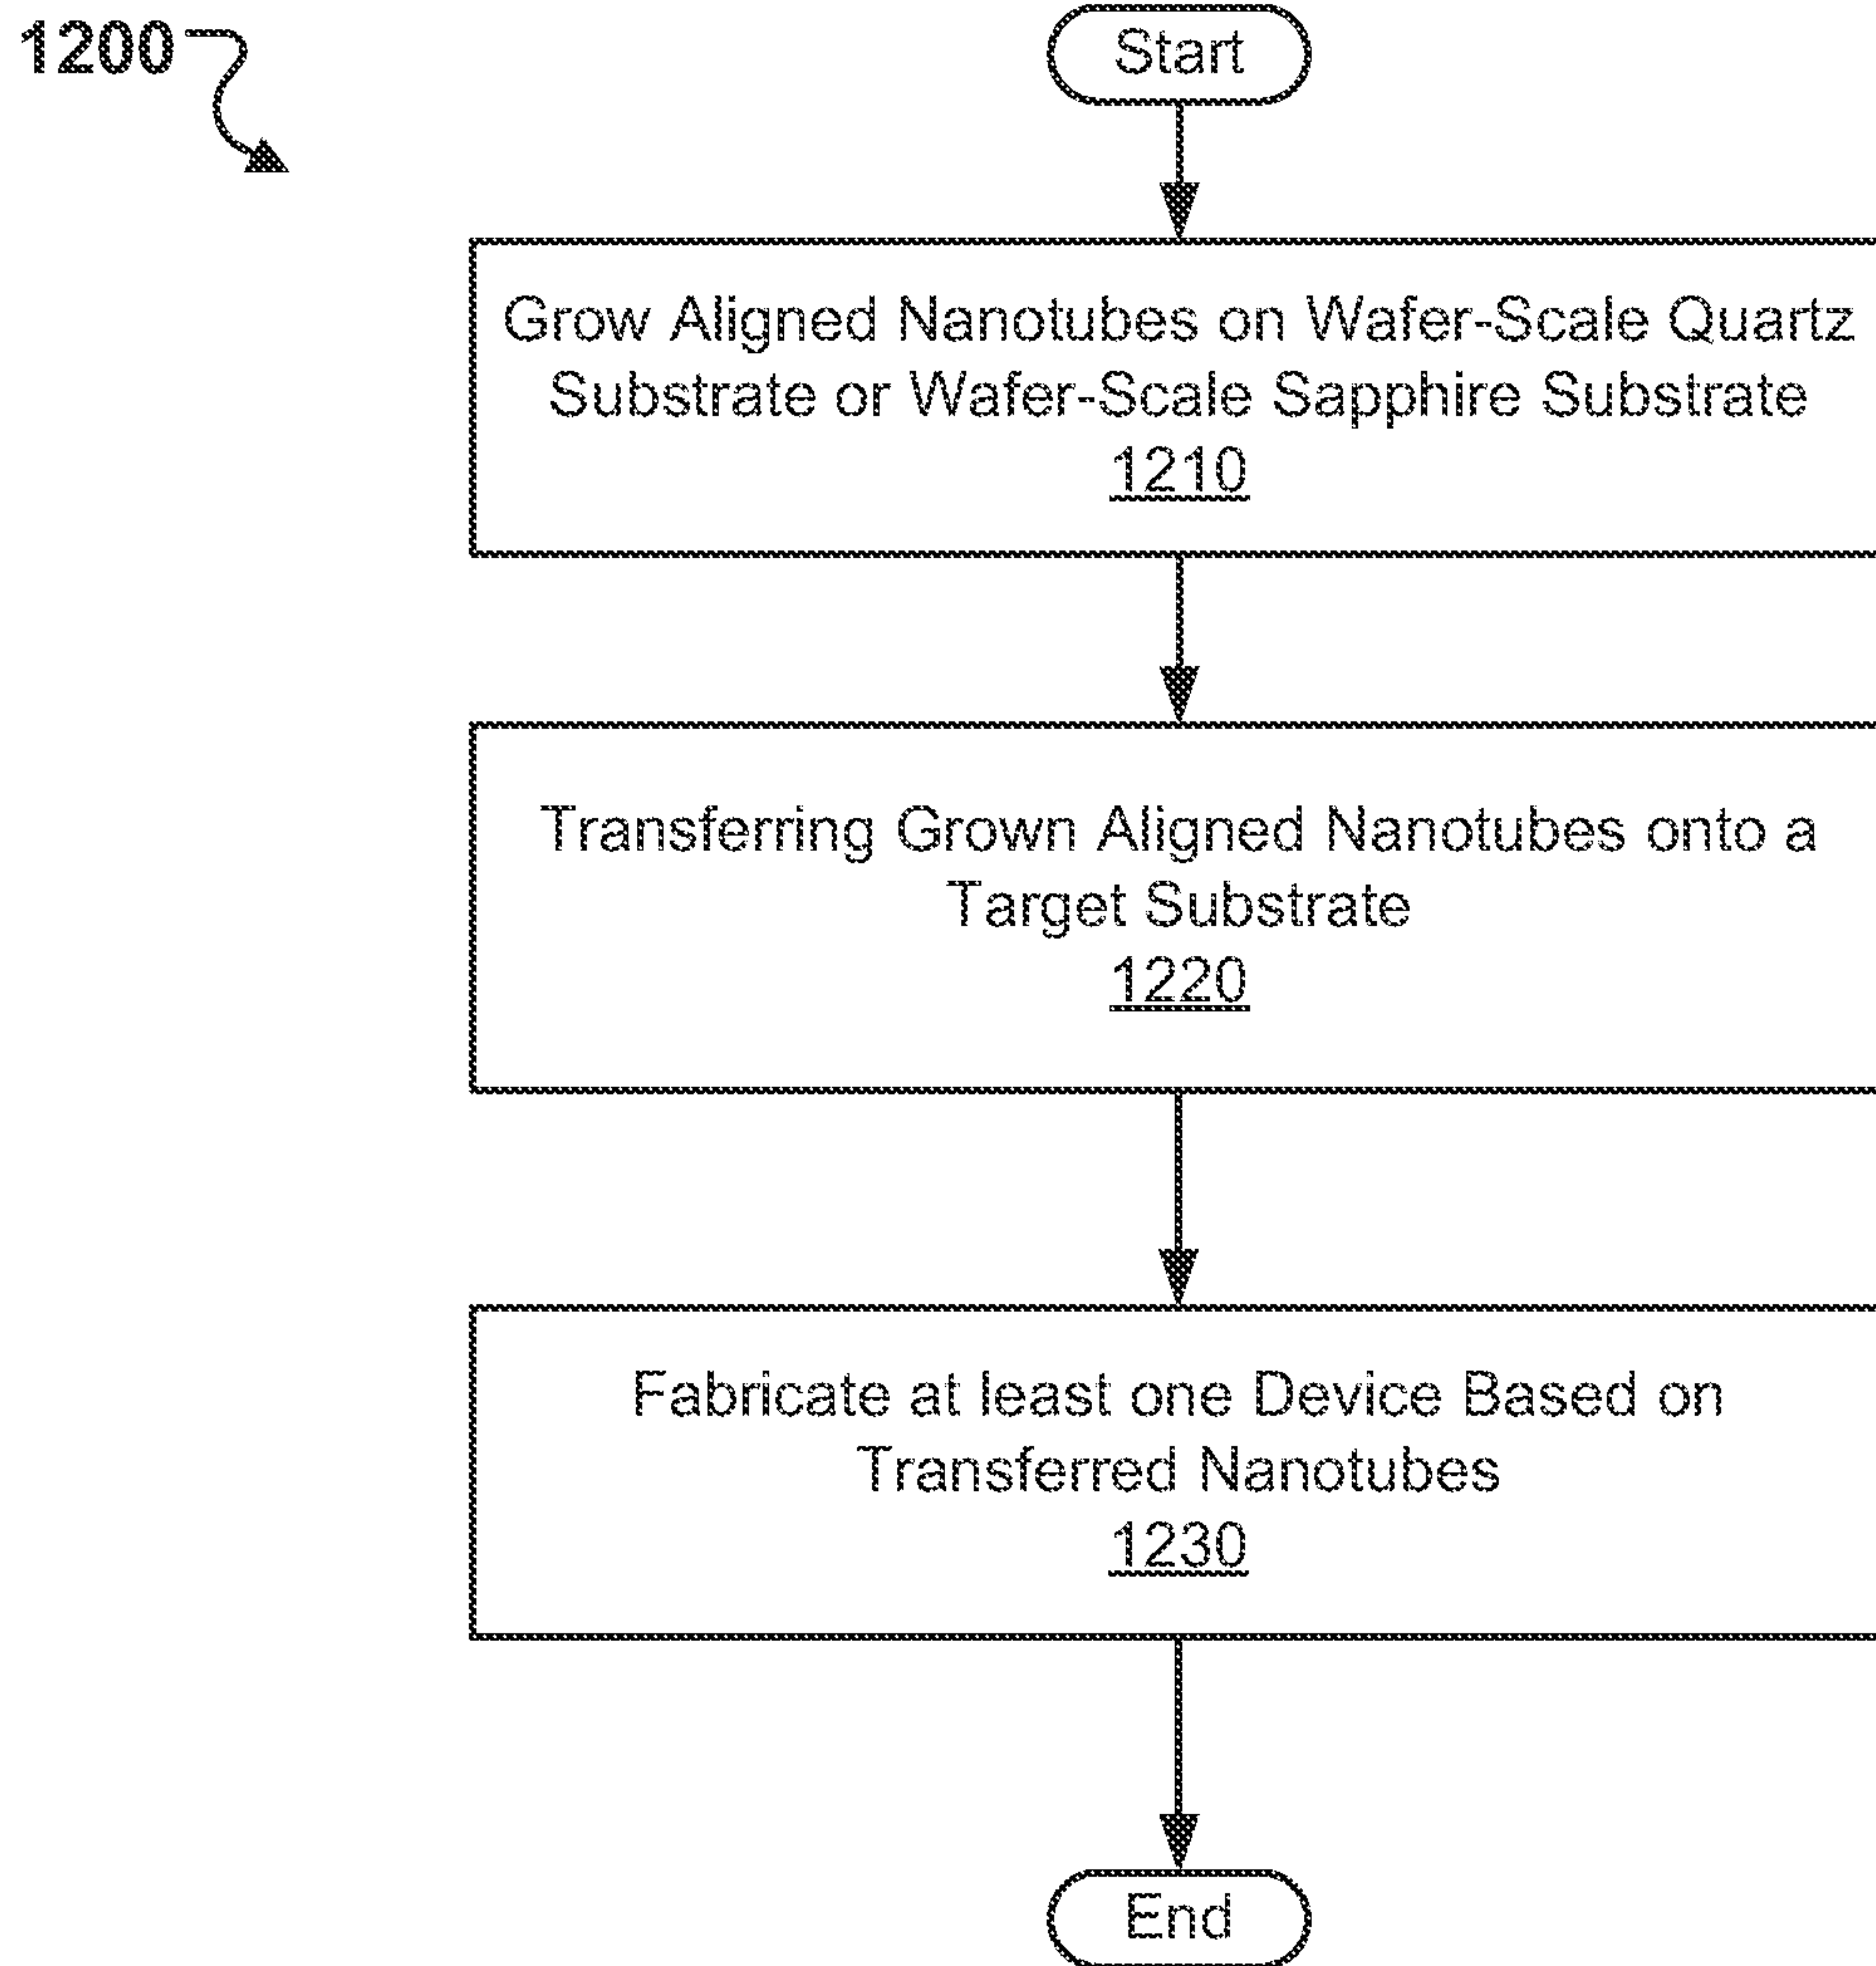 1200
Start
Grow Aligned Nanotubes on Wafer-Scale Quartz
Substrate or Wafer-Scale Sapphire Substrate
1210
Transferring Grown Aligned Nanotubes onto a
Target Substrate
1220
Fabricate at least one Device Based on
Transferred Nanotubes
1230
End